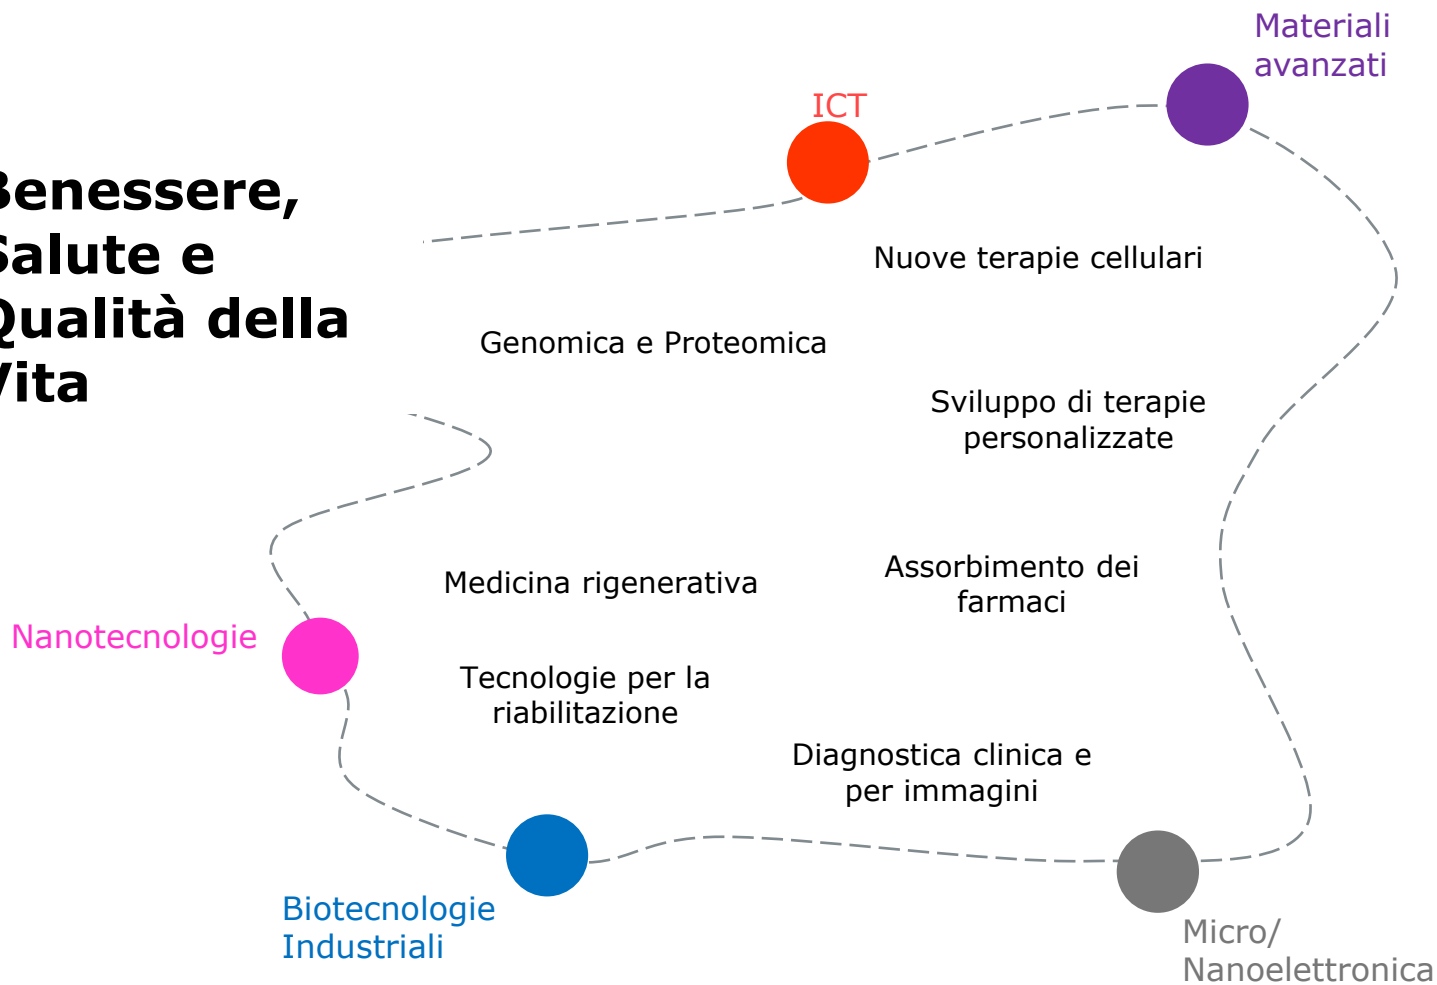 Materiali
avanzati
ICT
Benessere,
Salute e
Qualità della
Vita
Nuove terapie cellulari
Genomica e Proteomica
Sviluppo di terapie
personalizzate
Assorbimento dei
farmaci
Medicina rigenerativa
Nanotecnologie
Tecnologie per la
riabilitazione
Diagnostica clinica e
per immagini
Biotecnologie
Industriali
Micro/
Nanoelettronica